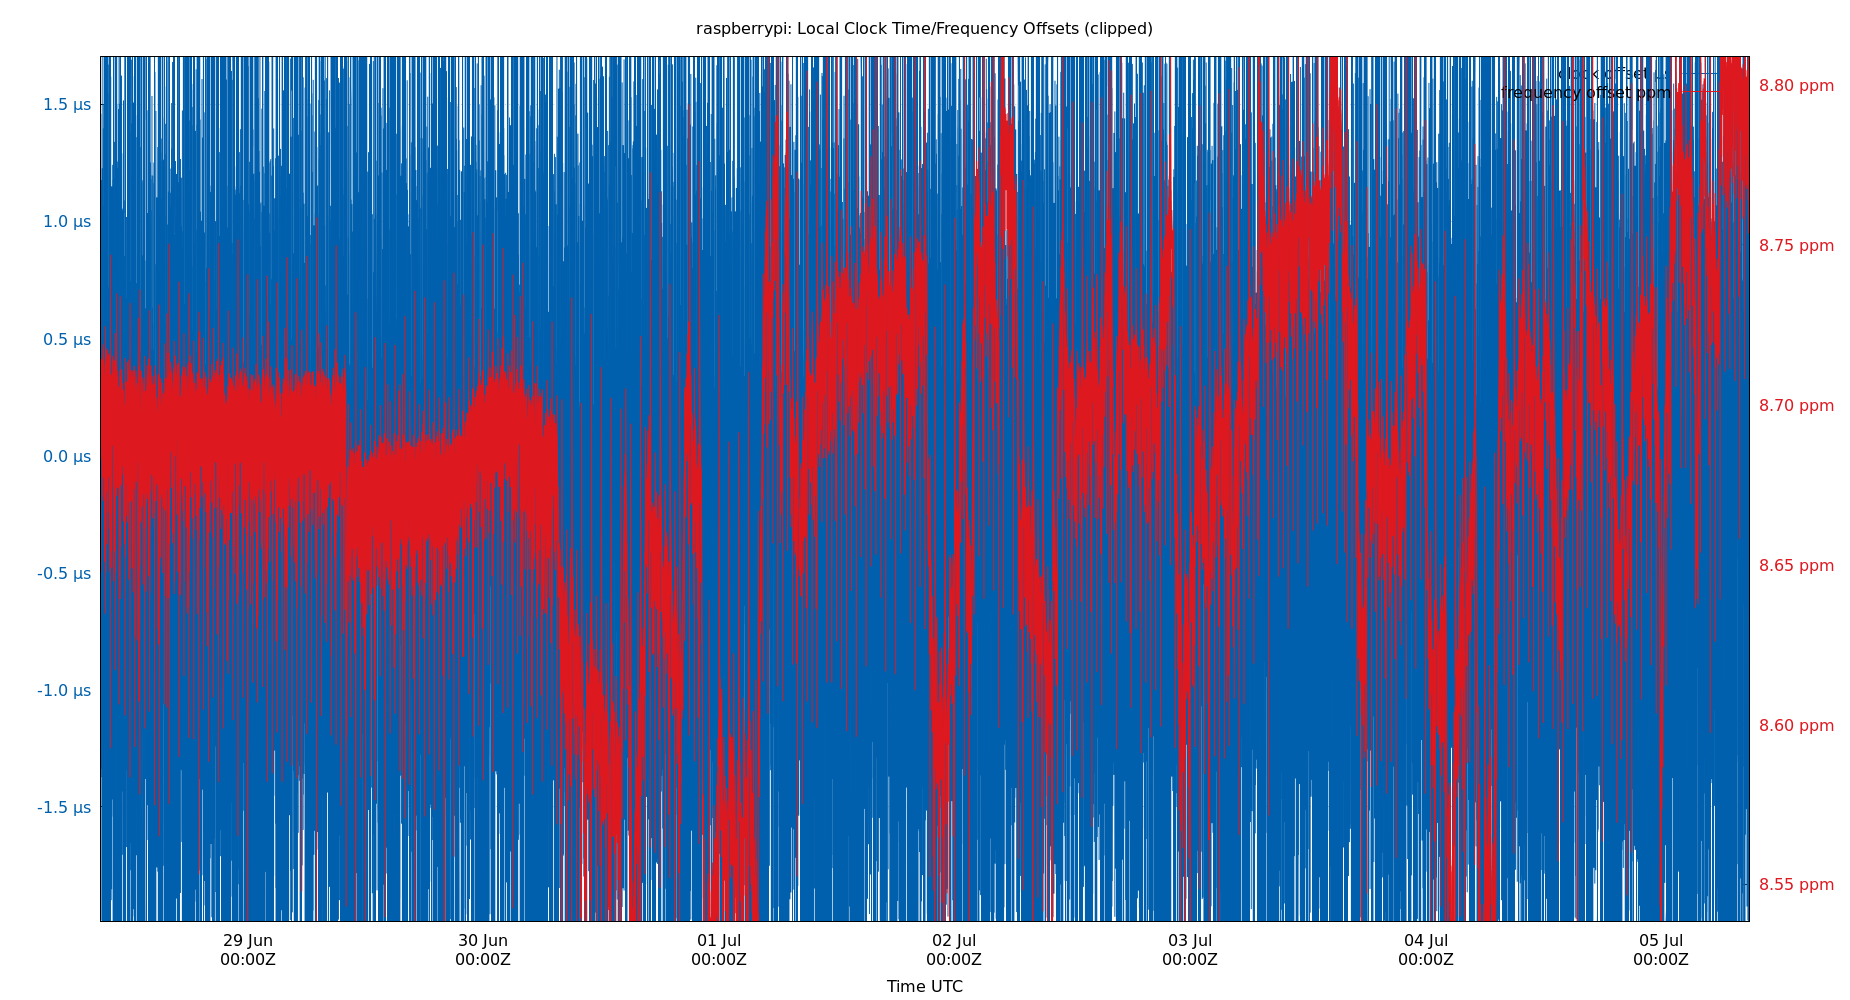 raspberrypi: Local Clock Time/Frequency Offsets (clipped)
clock offset µs
frequency offset ppm
1.5 µs
1.0 µs
0.5 µs
0.0 µs
-0.5 µs
-1.0 µs
-1.5 µs
8.80 ppm
8.75 ppm
8.70 ppm
8.65 ppm
8.60 ppm
8.55 ppm
29 Jun
00:00Z
30 Jun
00:00Z
01 Jul
00:00Z
02 Jul
00:00Z
03 Jul
00:00Z
04 Jul
00:00Z
05 Jul
00:00Z
Time UTC